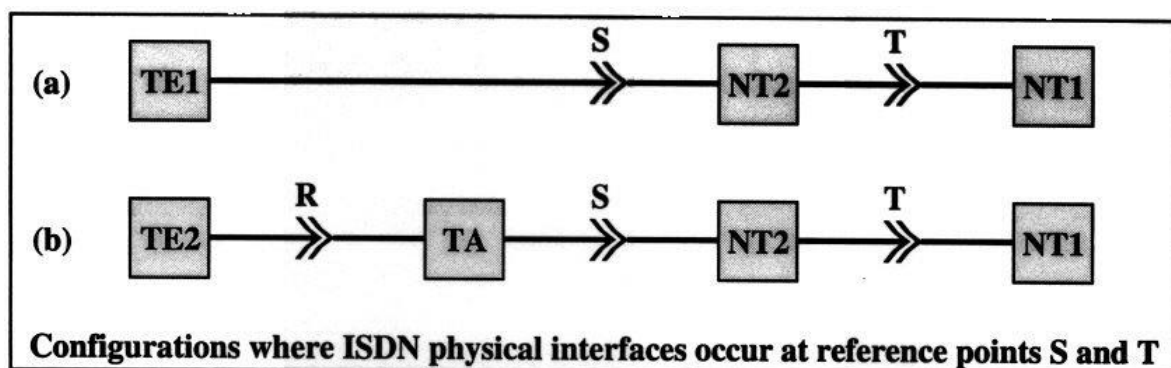 S T
(a) TE1 NT2 NT1
R S T
(b) TE2 TA NT2 NT1
Configurations where ISDN physical interfaces occur at reference points S and T